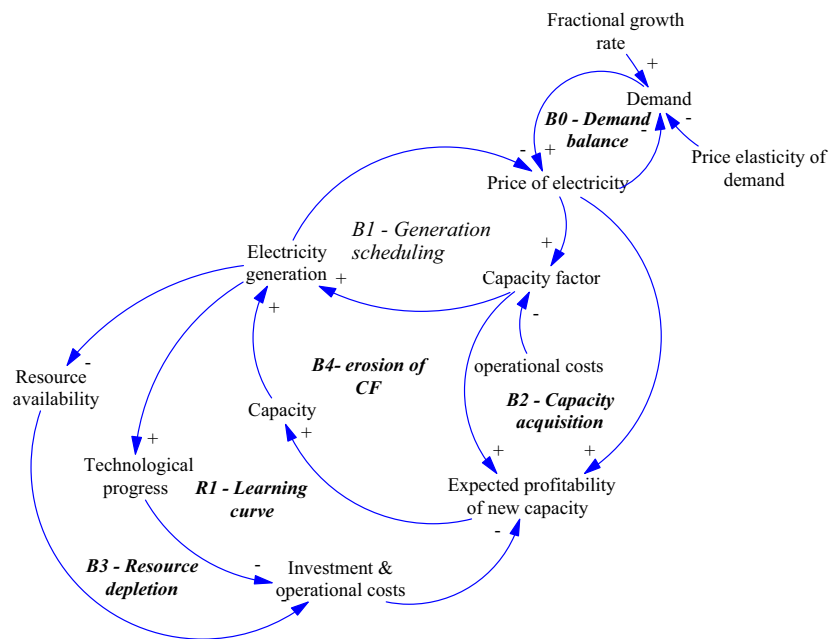 Fractional growth
rate
+
Demand
B0 - Demand
balance
-
-
- 
+
Price elasticity of
demand
Price of electricity
B1 - Generation
scheduling
Electricity
generation
+
+
+
Capacity factor
-
operational costs
B4- erosion of
CF
-
Resource
availability
Capacity
+
B2 - Capacity
acquisition
+
+
+
Technological
progress
R1 - Learning
curve
Expected profitability
of new capacity
-
B3 - Resource
depletion
-
-
Investment &
operational costs